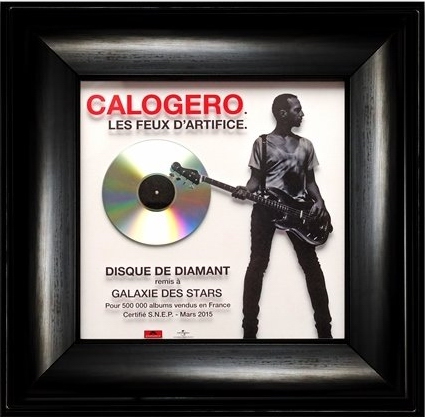 CALOGERO.
LES FEUX D'ARTIFICE.
DISQUE DE DIAMANT
remis à
GALAXIE DES STARS
Pour 500 000 albums vendus en France
Certifié S.N.E.P. - Mars 2015